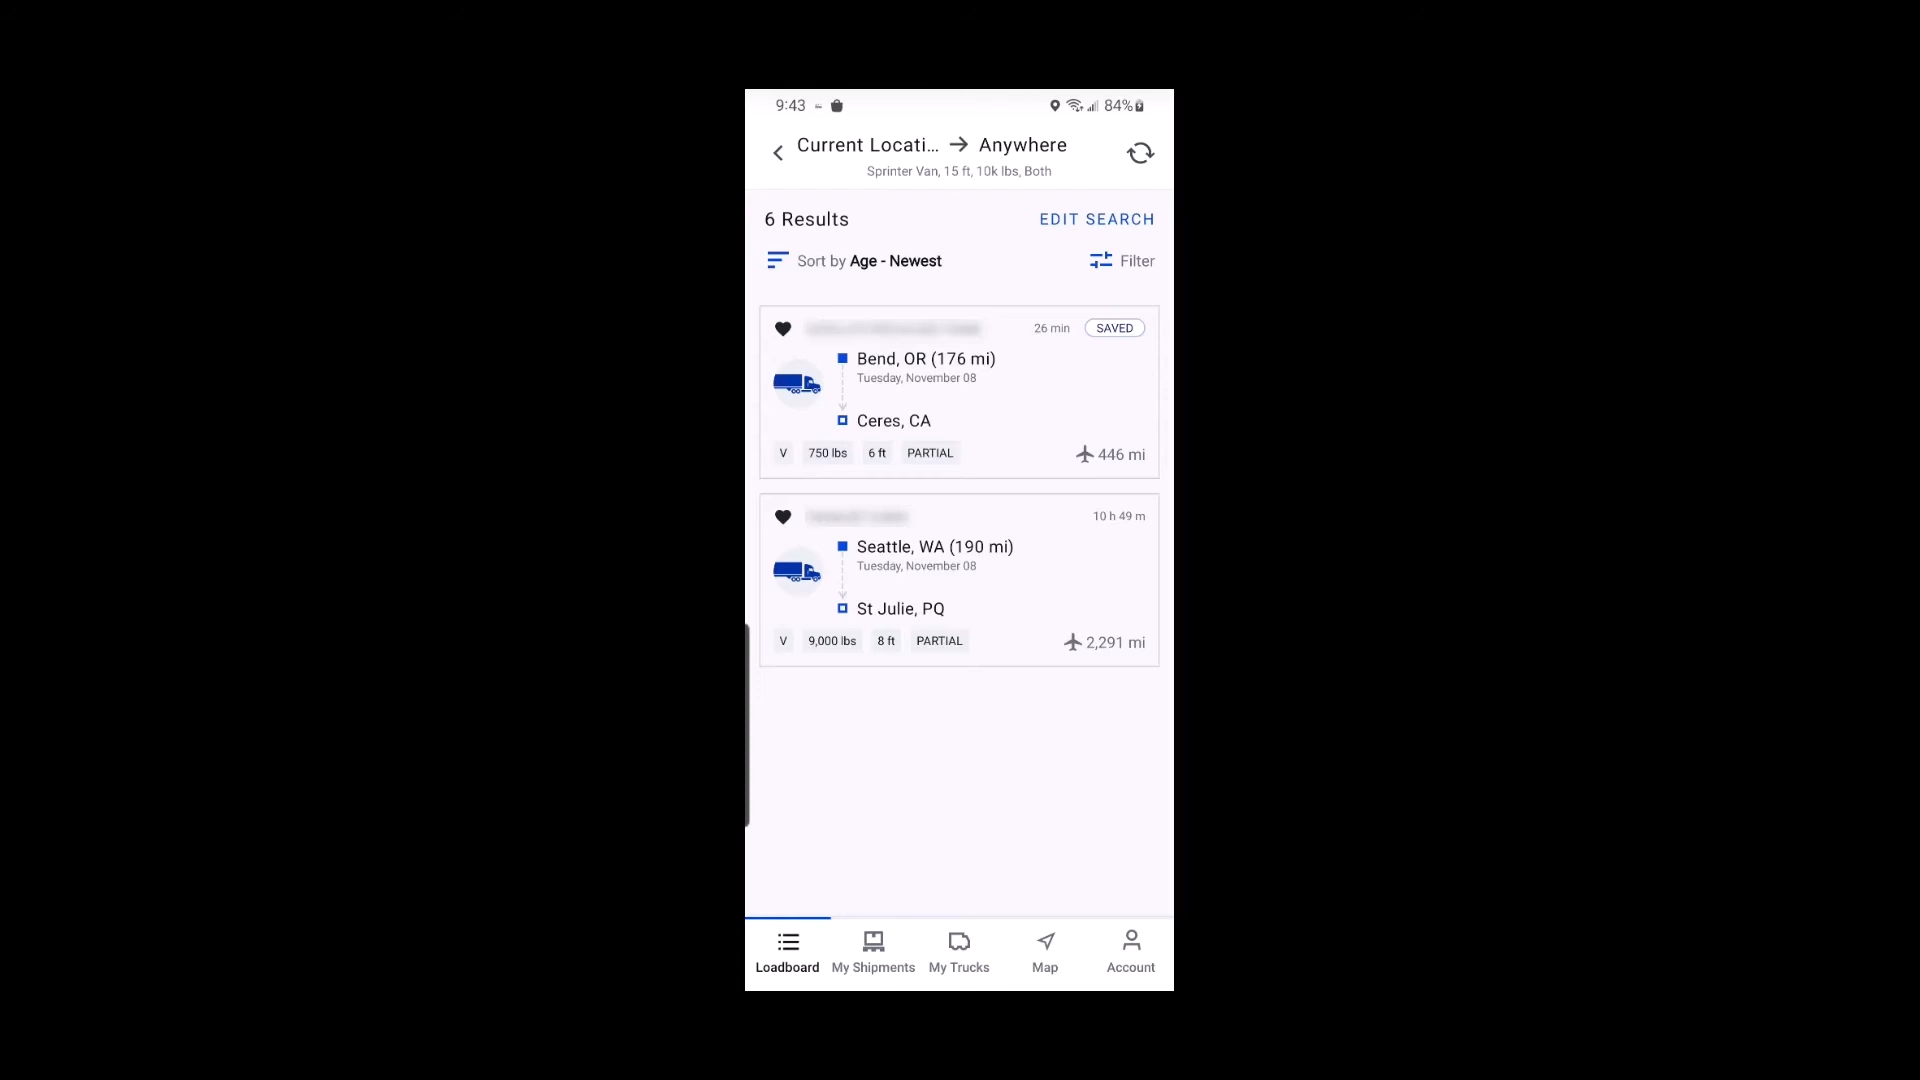 9:43
84%
Current Locati... → Anywhere
Sprinter Van, 15 ft, 10k lbs, Both
6 Results
EDIT SEARCH
Sort by Age - Newest
Filter
26 min
SAVED
Bend, OR (176 mi)
Tuesday, November 08
Ceres, CA
V 750 lbs 6 ft PARTIAL
446 mi
10 h 49 m
Seattle, WA (190 mi)
Tuesday, November 08
St Julie, PQ
V 9,000 lbs 8 ft PARTIAL
2,291 mi
Loadboard My Shipments My Trucks Map Account